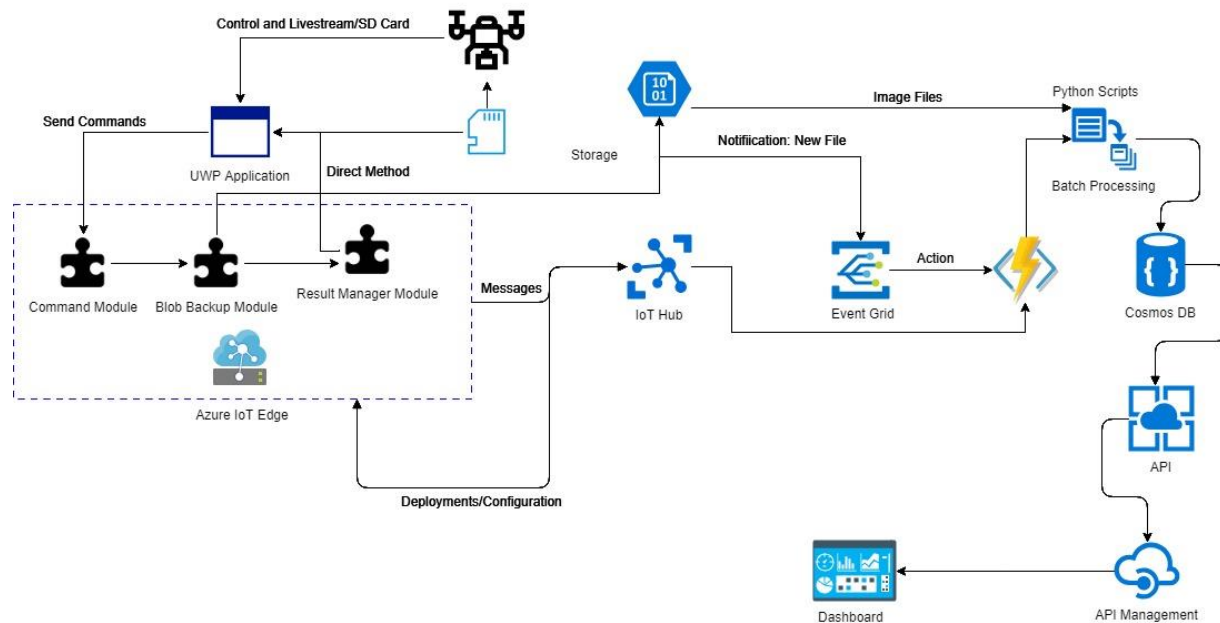 Control and Livestream/SD Card
10
01
Image Files
Python Scripts
Send Commands
Storage
Notifiication: New File
UWP Application
Direct Method
Batch Processing
Command Module
Blob Backup Module
Result Manager Module
Messages
IoT Hub
Action
Event Grid
{ }
Cosmos DB
Azure IoT Edge
API
Deployments/Configuration
Dashboard
API Management